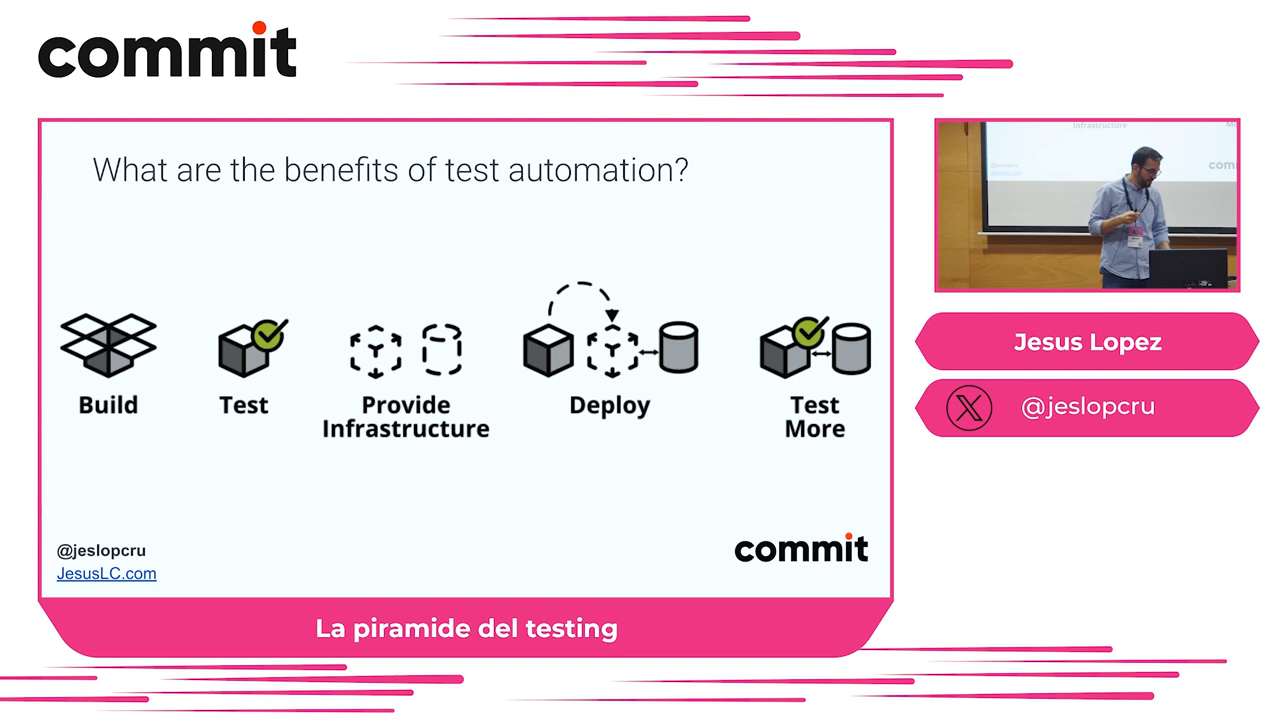 commit
What are the benefits of test automation?
Build
Test
Provide
Infrastructure
Deploy
Test
More
@jeslopcru
JesusLC.com
commit
La piramide del testing
Infrastructure
Jesus Lopez
@jeslopcru